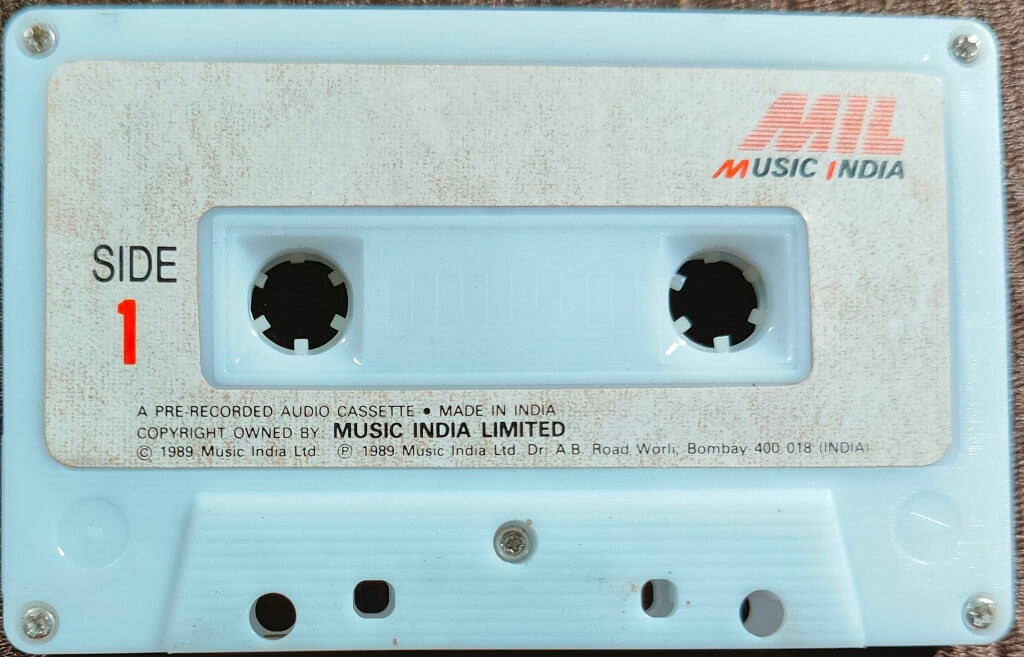 MIL
MUSIC INDIA
SIDE
1
A PRE-RECORDED AUDIO CASSETTE • MADE IN INDIA
COPYRIGHT OWNED BY: MUSIC INDIA LIMITED
© 1989 Music India Ltd. ℗ 1989 Music India Ltd. Dr. A.B. Road Worli, Bombay-400 018 (INDIA)